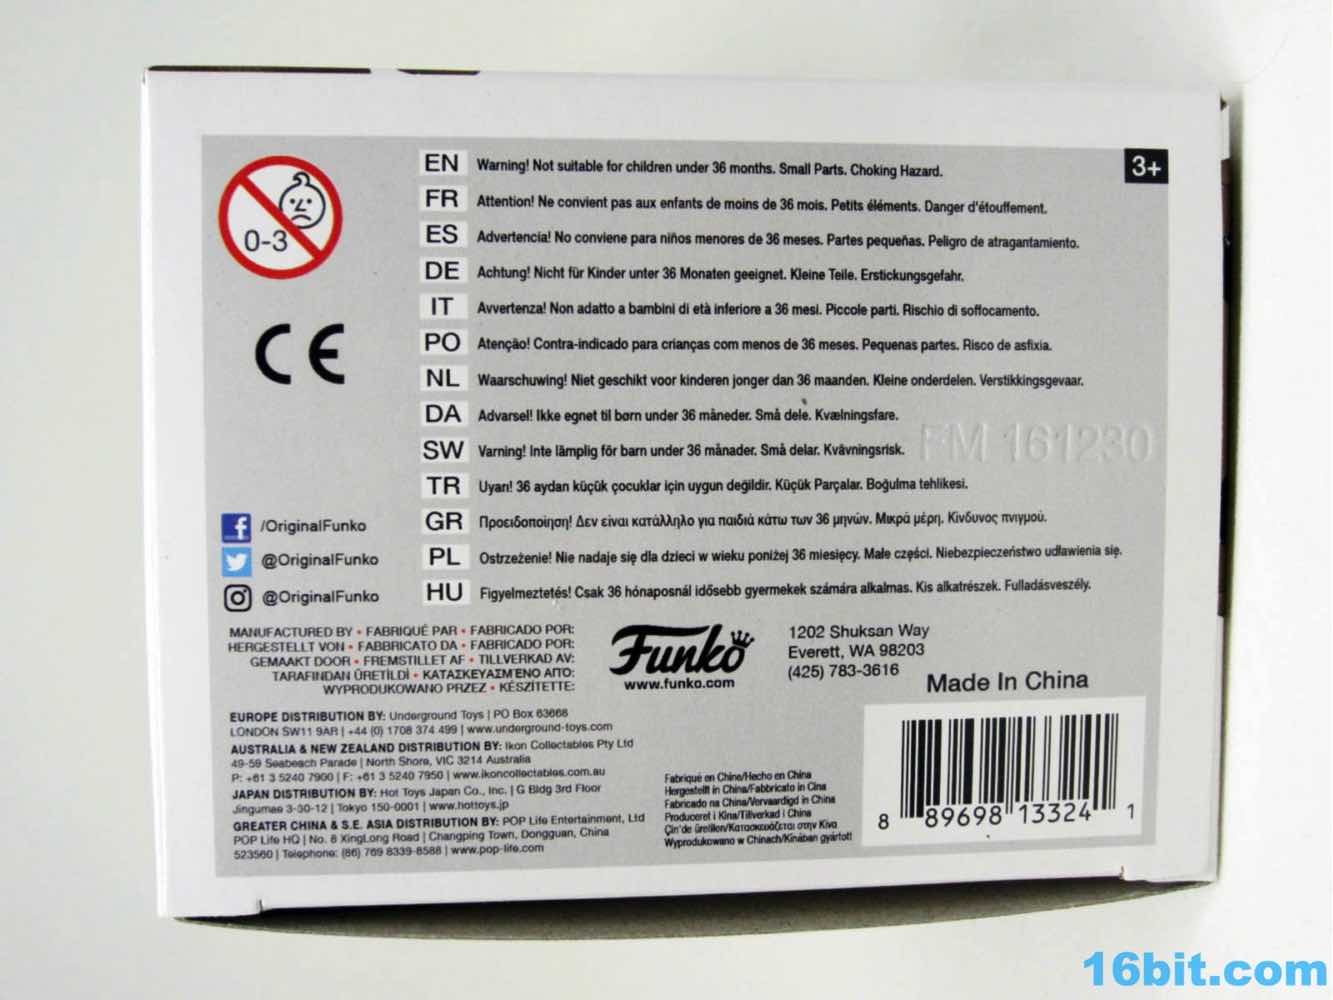 0-3
CE
EN Warning! Not suitable for children under 36 months. Small Parts. Choking Hazard.
3+
FR Attention! Ne convient pas aux enfants de moins de 36 mois. Petits éléments. Danger d'étouffement.
ES Advertencia! No conviene para niños menores de 36 meses. Partes pequeñas. Peligro de atragantamiento.
DE Achtung! Nicht für Kinder unter 36 Monaten geeignet. Kleine Teile. Erstickungsgefahr.
IT Avvertenza! Non adatto a bambini di età inferiore a 36 mesi. Piccole parti. Rischio di soffocamento.
PO Atenção! Contra-indicado para crianças com menos de 36 meses. Pequenas partes. Risco de asfixia.
NL Waarschuwing! Niet geschikt voor kinderen jonger dan 36 maanden. Kleine onderdelen. Verstikkingsgevaar.
DA Advarsel! Ikke egnet til børn under 36 måneder. Små dele. Kvælningsfare.
SW Varning! Inte lämplig för barn under 36 månader. Små delar. Kvävningsrisk.
FM 161230
TR Uyarı! 36 aydan küçük çocuklar için uygun değildir. Küçük Parçalar. Boğulma tehlikesi.
GR Προειδοποίηση! Δεν είναι κατάλληλο για παιδιά κάτω των 36 μηνών. Μικρά μέρη. Κίνδυνος πνιγμού.
PL Ostrzeżenie! Nie nadaje się dla dzieci w wieku poniżej 36 miesięcy. Małe części. Niebezpieczeństwo udławienia się.
HU Figyelmeztetés! Csak 36 hónaposnál idősebb gyermekek számára alkalmas. Kis alkatrészek. Fulladásveszély.
/OriginalFunko
@OriginalFunko
@OriginalFunko
MANUFACTURED BY • FABRIQUÉ PAR • FABRICADO POR:
HERGESTELLT VON • FABBRICATO DA • FABRICADO POR:
GEMAAKT DOOR • FREMSTILLET AF • TILLVERKAD AV:
TARAFINDAN ÜRETİLDİ • ΚΑΤΑΣΚΕΥΑΣΜΈΝΟ ΑΠΌ:
WYPRODUKOWANO PRZEZ • KÉSZÍTETTE:
Funko
www.funko.com
1202 Shuksan Way
Everett, WA 98203
(425) 783-3616
Made In China
EUROPE DISTRIBUTION BY: Underground Toys | PO Box 63668
LONDON SW11 9AR | +44 (0) 1708 374 499 | www.underground-toys.com
AUSTRALIA & NEW ZEALAND DISTRIBUTION BY: Ikon Collectables Pty Ltd
49-59 Seabeach Parade | North Shore, VIC 3214 Australia
P: +61 3 5240 7900 | F: +61 3 5240 7950 | www.ikoncollectables.com.au
JAPAN DISTRIBUTION BY: Hot Toys Japan Co., Inc. | G Bldg 3rd Floor
Jingumae 3-30-12 | Tokyo 150-0001 | www.hottoys.jp
GREATER CHINA & S.E. ASIA DISTRIBUTION BY: POP Life Entertainment, Ltd
POP Life HQ | No. 6 XingLong Road | Changping Town, Dongguan, China
523560 | Telephone: (86) 769 8339-8588 | www.pop-life.com
Fabriqué en Chine/Hecho en China
Hergestellt in China/Fabbricato in Cina
Fabricado na China/Vervaardigd in China
Produceret i Kina/Tillverkad i China
Çin'de üretilen/Κατασκευάζεται στην Κίνα
Wyprodukowano w Chinach/Kínában gyártott
8 89698 13324 1
16bit.com